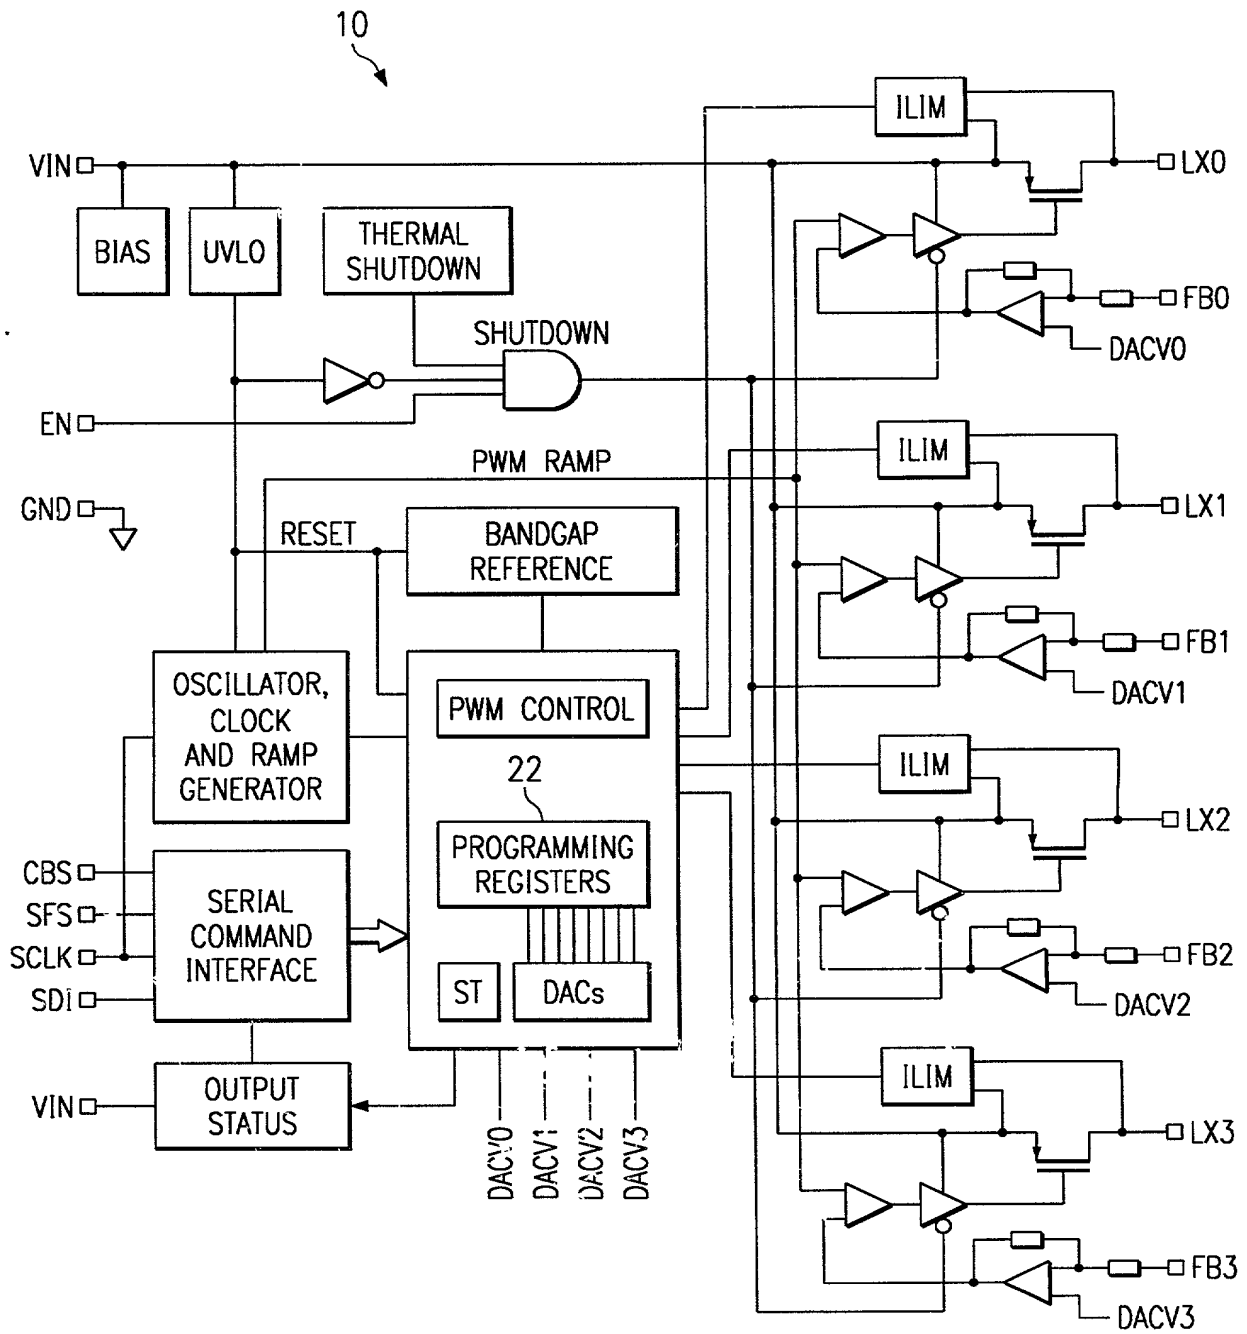 10
ILIM
VIN
LX0
BIAS
UVLO
THERMAL
SHUTDOWN
FB0
DACV0
SHUTDOWN
EN
ILIM
PWM RAMP
GND
LX1
RESET
BANDGAP
REFERENCE
FB1
DACV1
OSCILLATOR,
CLOCK
AND RAMP
GENERATOR
PWM CONTROL
22
ILIM
LX2
PROGRAMMING
REGISTERS
CBS
SFS
SCLK
SDI
SERIAL
COMMAND
INTERFACE
FB2
DACV2
ST
DACs
ILIM
VIN
OUTPUT
STATUS
LX3
DACV0
DACV1
DACV2
DACV3
FB3
DACV3